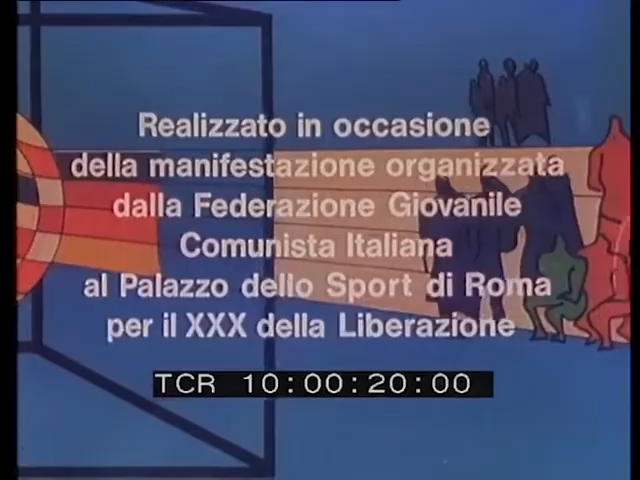 Realizzato in occasione
della manifestazione organizzata
dalla Federazione Giovanile
Comunista Italiana
al Palazzo dello Sport di Roma
per il XXX della Liberazione
TCR 10:00:20:00